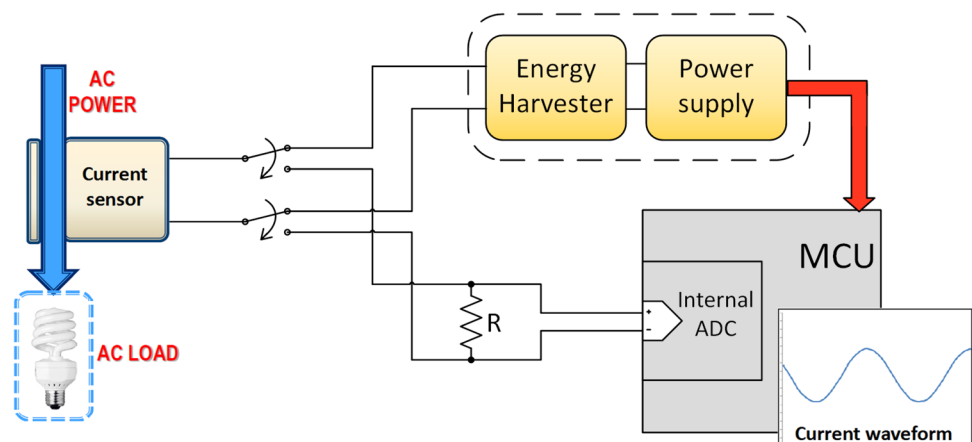 AC
POWER
Current
sensor
Energy
Harvester
Power
supply
MCU
Internal
ADC
+
-
R
AC LOAD
Current waveform